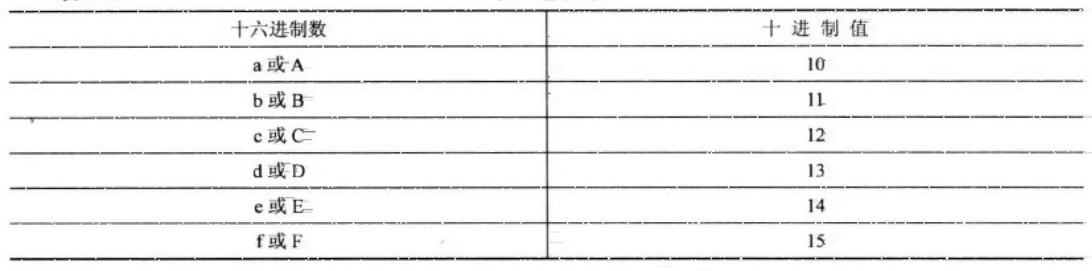 十六进制数 十进制值
a 或 A 10
b 或 B 11
c 或 C 12
d 或 D 13
e 或 E 14
f 或 F 15